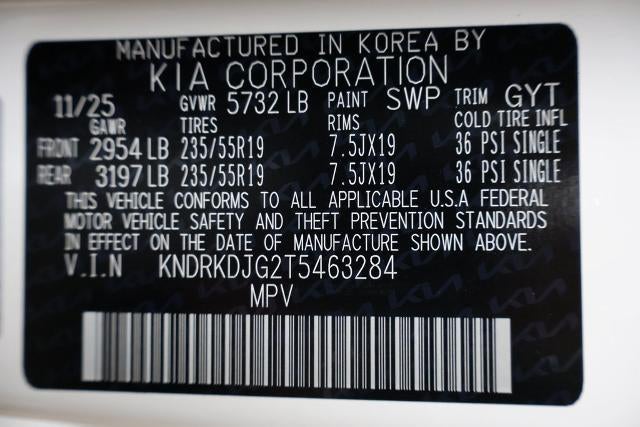 MANUFACTURED IN KOREA BY
KIA CORPORATION
11/25 GVWR 5732 LB PAINT SWP TRIM GYT
GAWR TIRES RIMS COLD TIRE INFL
FRONT 2954 LB 235/55R19 7.5JX19 36 PSI SINGLE
REAR 3197 LB 235/55R19 7.5JX19 36 PSI SINGLE
THIS VEHICLE CONFORMS TO ALL APPLICABLE U.S.A FEDERAL
MOTOR VEHICLE SAFETY AND THEFT PREVENTION STANDARDS
IN EFFECT ON THE DATE OF MANUFACTURE SHOWN ABOVE.
V.I.N KNDRKDJG2T5463284
MPV